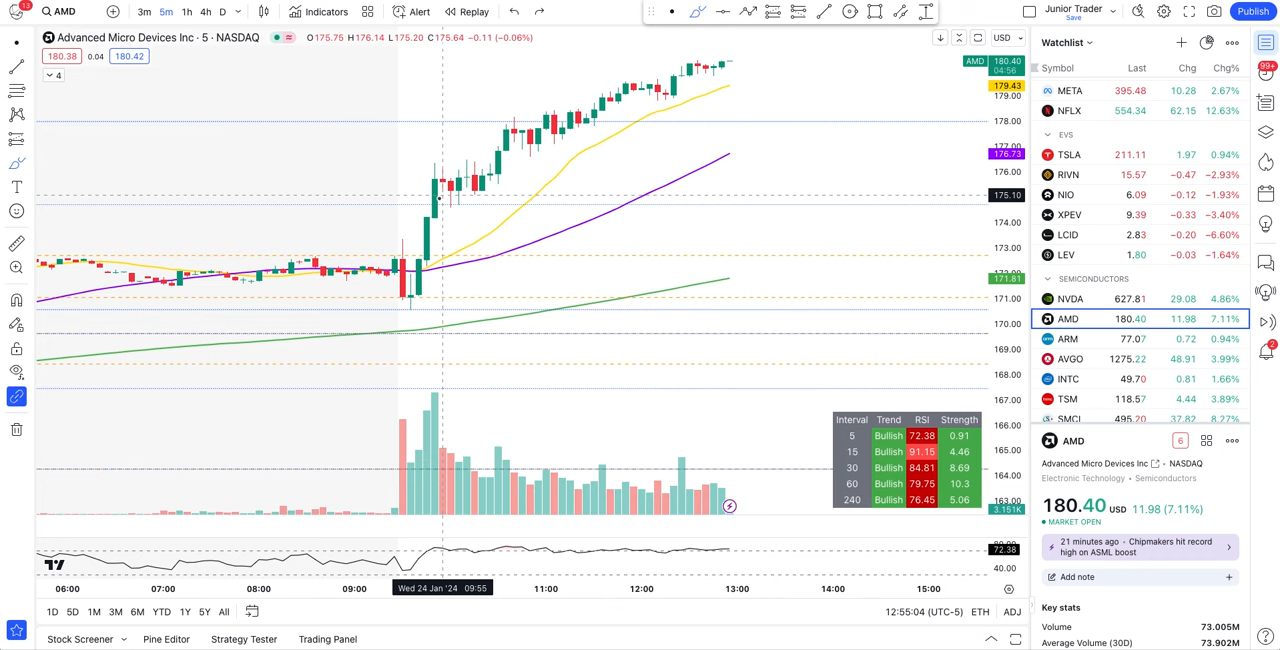 13
AMD
3m 5m 1h 4h D
Indicators
Alert
Replay
Junior Trader
Save
Publish
Advanced Micro Devices Inc · 5 · NASDAQ
O175.75 H176.14 L175.20 C175.64 −0.11 (−0.06%)
USD
180.38 0.04 180.42
4
AMD 180.40
04:56
179.43
179.00
178.00
177.00
176.73
176.00
175.10
174.00
173.00
171.81
171.00
170.00
169.00
168.00
167.00
166.00
165.00
164.00
163.00
3.151K
Interval Trend RSI Strength
5 Bullish 72.38 0.91
15 Bullish 91.15 4.46
30 Bullish 84.81 8.69
60 Bullish 79.75 10.3
240 Bullish 76.45 5.06
72.38
40.00
06:00 07:00 08:00 09:00 Wed 24 Jan '24 09:55 11:00 12:00 13:00 14:00 15:00
1D 5D 1M 3M 6M YTD 1Y 5Y All
12:55:04 (UTC-5) ETH ADJ
Stock Screener Pine Editor Strategy Tester Trading Panel
Watchlist
Symbol Last Chg Chg%
META 395.48 10.28 2.67%
NFLX 554.34 62.15 12.63%
EVS
TSLA 211.11 1.97 0.94%
RIVN 15.57 −0.47 −2.93%
NIO 6.09 −0.12 −1.93%
XPEV 9.39 −0.33 −3.40%
LCID 2.83 −0.20 −6.60%
LEV 1.80 −0.03 −1.64%
SEMICONDUCTORS
NVDA 627.81 29.08 4.86%
AMD 180.40 11.98 7.11%
ARM 77.07 0.72 0.94%
AVGO 1275.22 48.91 3.99%
INTC 49.70 0.81 1.66%
TSM 118.57 4.44 3.89%
SMCI 495.20 37.82 8.27%
AMD
6
Advanced Micro Devices Inc · NASDAQ
Electronic Technology · Semiconductors
180.40 USD 11.98 (7.11%)
MARKET OPEN
21 minutes ago · Chipmakers hit record
high on ASML boost
Add note
Key stats
Volume 73.005M
Average Volume (30D) 73.902M
99+
2